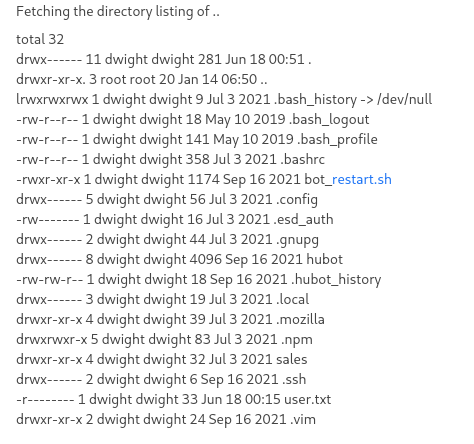 Fetching the directory listing of ..
total 32
drwx------ 11 dwight dwight 281 Jun 18 00:51 .
drwxr-xr-x. 3 root root 20 Jan 14 06:50 ..
lrwxrwxrwx 1 dwight dwight 9 Jul 3 2021 .bash_history -> /dev/null
-rw-r--r-- 1 dwight dwight 18 May 10 2019 .bash_logout
-rw-r--r-- 1 dwight dwight 141 May 10 2019 .bash_profile
-rw-r--r-- 1 dwight dwight 358 Jul 3 2021 .bashrc
-rwxr-xr-x 1 dwight dwight 1174 Sep 16 2021 bot_restart.sh
drwx------ 5 dwight dwight 56 Jul 3 2021 .config
-rw------- 1 dwight dwight 16 Jul 3 2021 .esd_auth
drwx------ 2 dwight dwight 44 Jul 3 2021 .gnupg
drwx------ 8 dwight dwight 4096 Sep 16 2021 hubot
-rw-rw-r-- 1 dwight dwight 18 Sep 16 2021 .hubot_history
drwx------ 3 dwight dwight 19 Jul 3 2021 .local
drwxr-xr-x 4 dwight dwight 39 Jul 3 2021 .mozilla
drwxrwxr-x 5 dwight dwight 83 Jul 3 2021 .npm
drwxr-xr-x 4 dwight dwight 32 Jul 3 2021 sales
drwx------ 2 dwight dwight 6 Sep 16 2021 .ssh
-r-------- 1 dwight dwight 33 Jun 18 00:15 user.txt
drwxr-xr-x 2 dwight dwight 24 Sep 16 2021 .vim